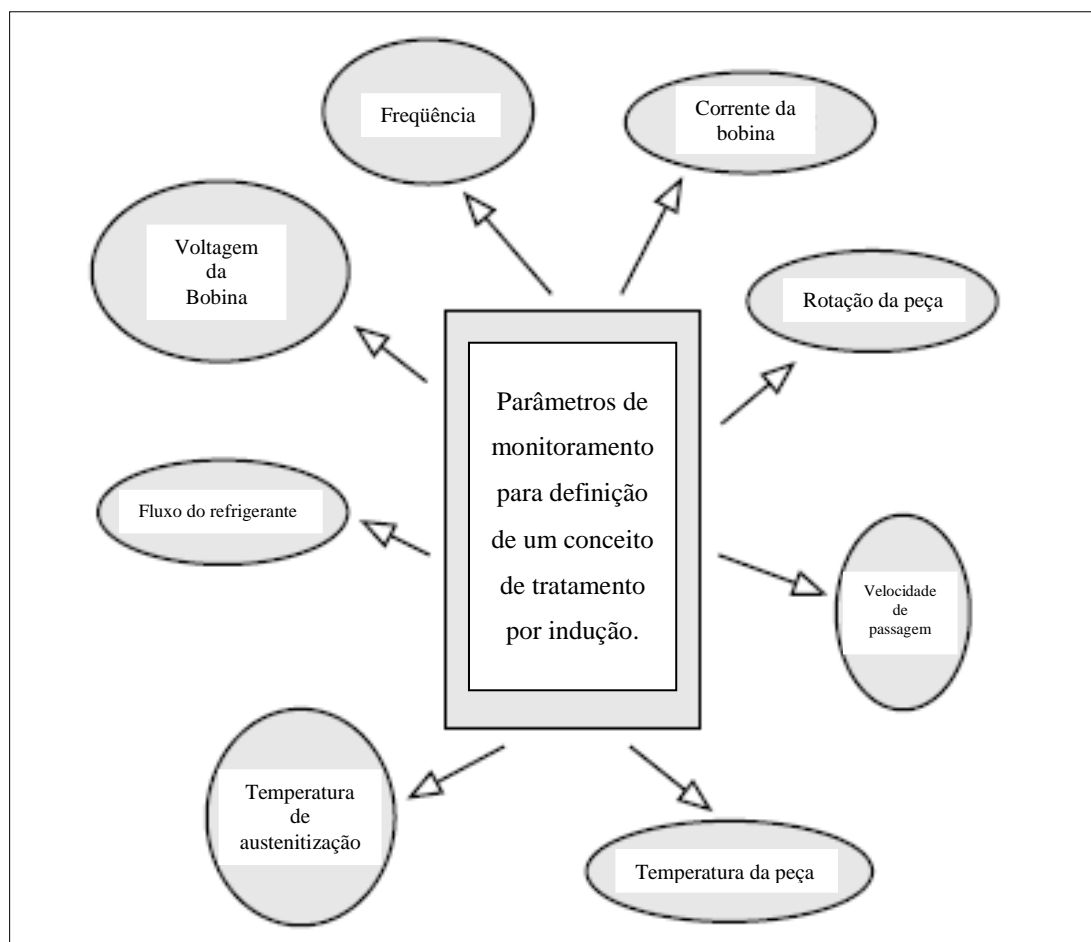 Freqüência
Corrente da
bobina
Voltagem
da
Bobina
Rotação da peça
Parâmetros de
monitoramento
para definição
de um conceito
de tratamento
por indução.
Fluxo do refrigerante
Velocidade
de
passagem
Temperatura
de
austenitização
Temperatura da peça